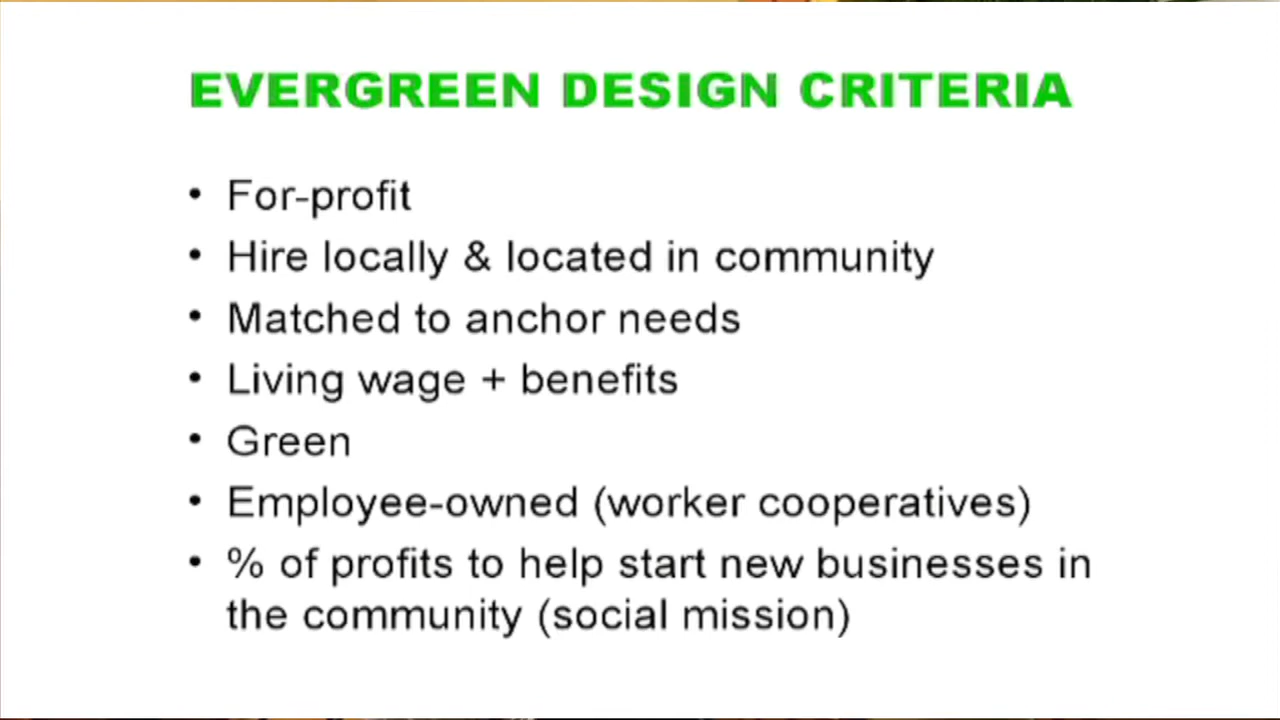 EVERGREEN DESIGN CRITERIA
• For-profit
• Hire locally & located in community
• Matched to anchor needs
• Living wage + benefits
• Green
• Employee-owned (worker cooperatives)
• % of profits to help start new businesses in
the community (social mission)